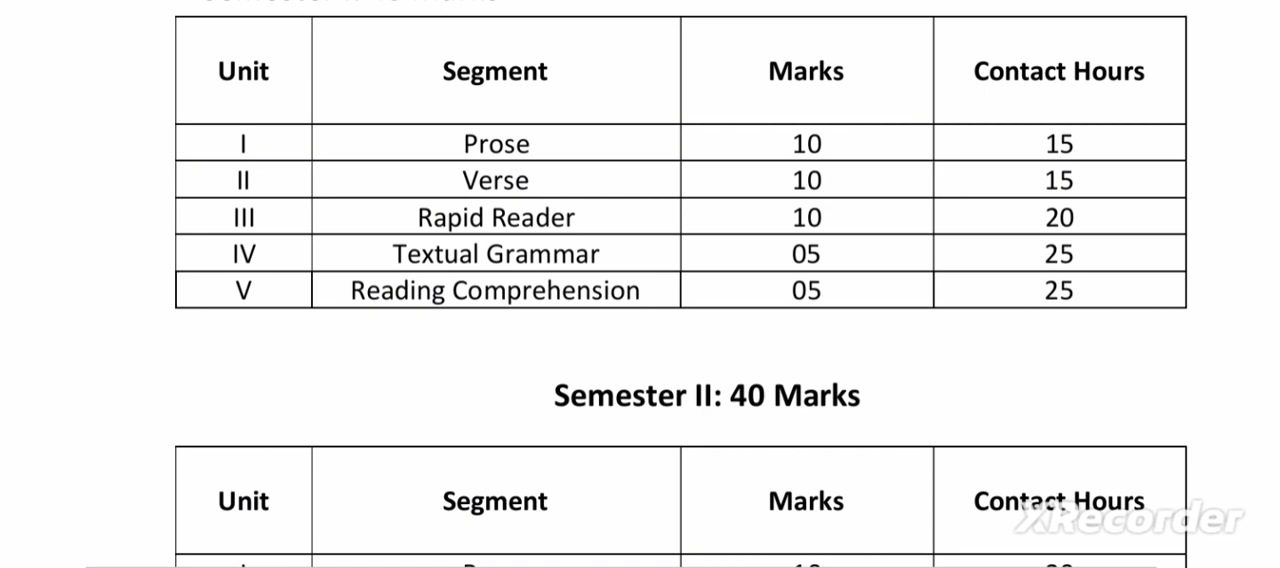 Unit Segment Marks Contact Hours
I Prose 10 15
II Verse 10 15
III Rapid Reader 10 20
IV Textual Grammar 05 25
V Reading Comprehension 05 25
Semester II: 40 Marks
Unit Segment Marks Contact Hours
XRecorder